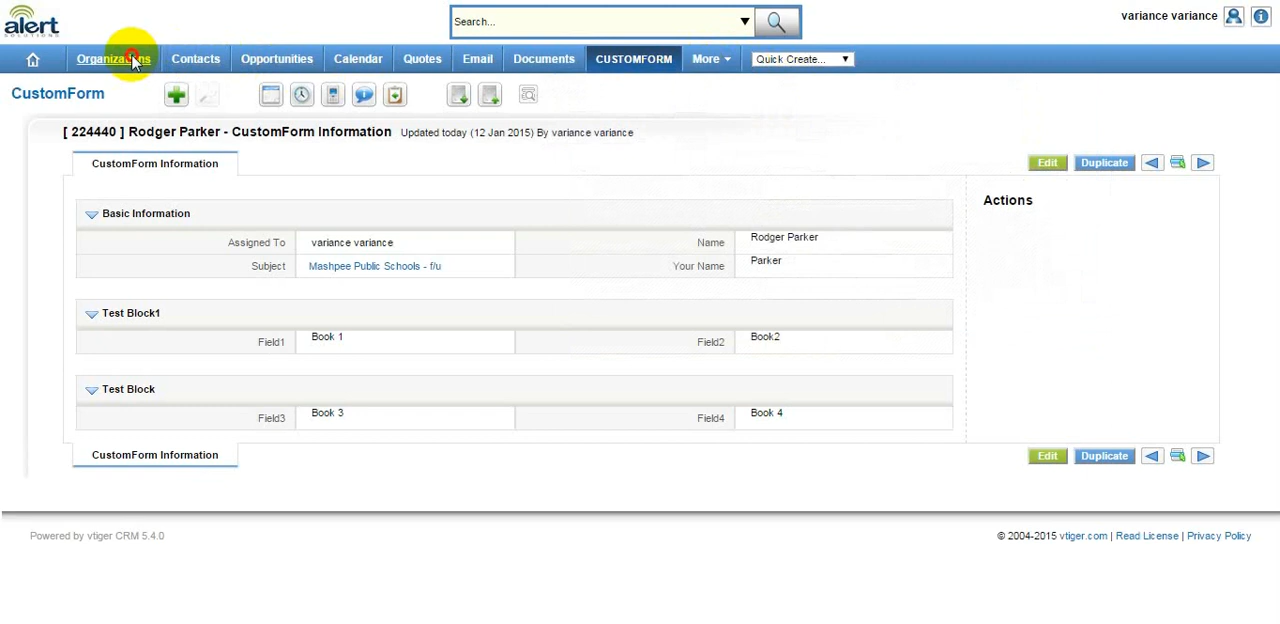 alert
SOLUTIONS
Search...
variance variance
Organizations Contacts Opportunities Calendar Quotes Email Documents CUSTOMFORM More Quick Create...
CustomForm
[ 224440 ] Rodger Parker - CustomForm Information Updated today (12 Jan 2015) By variance variance
CustomForm Information
Edit Duplicate
Actions
Basic Information
Assigned To variance variance Name Rodger Parker
Subject Mashpee Public Schools - f/u Your Name Parker
Test Block1
Field1 Book 1 Field2 Book2
Test Block
Field3 Book 3 Field4 Book 4
CustomForm Information
Edit Duplicate
Powered by vtiger CRM 5.4.0
© 2004-2015 vtiger.com | Read License | Privacy Policy